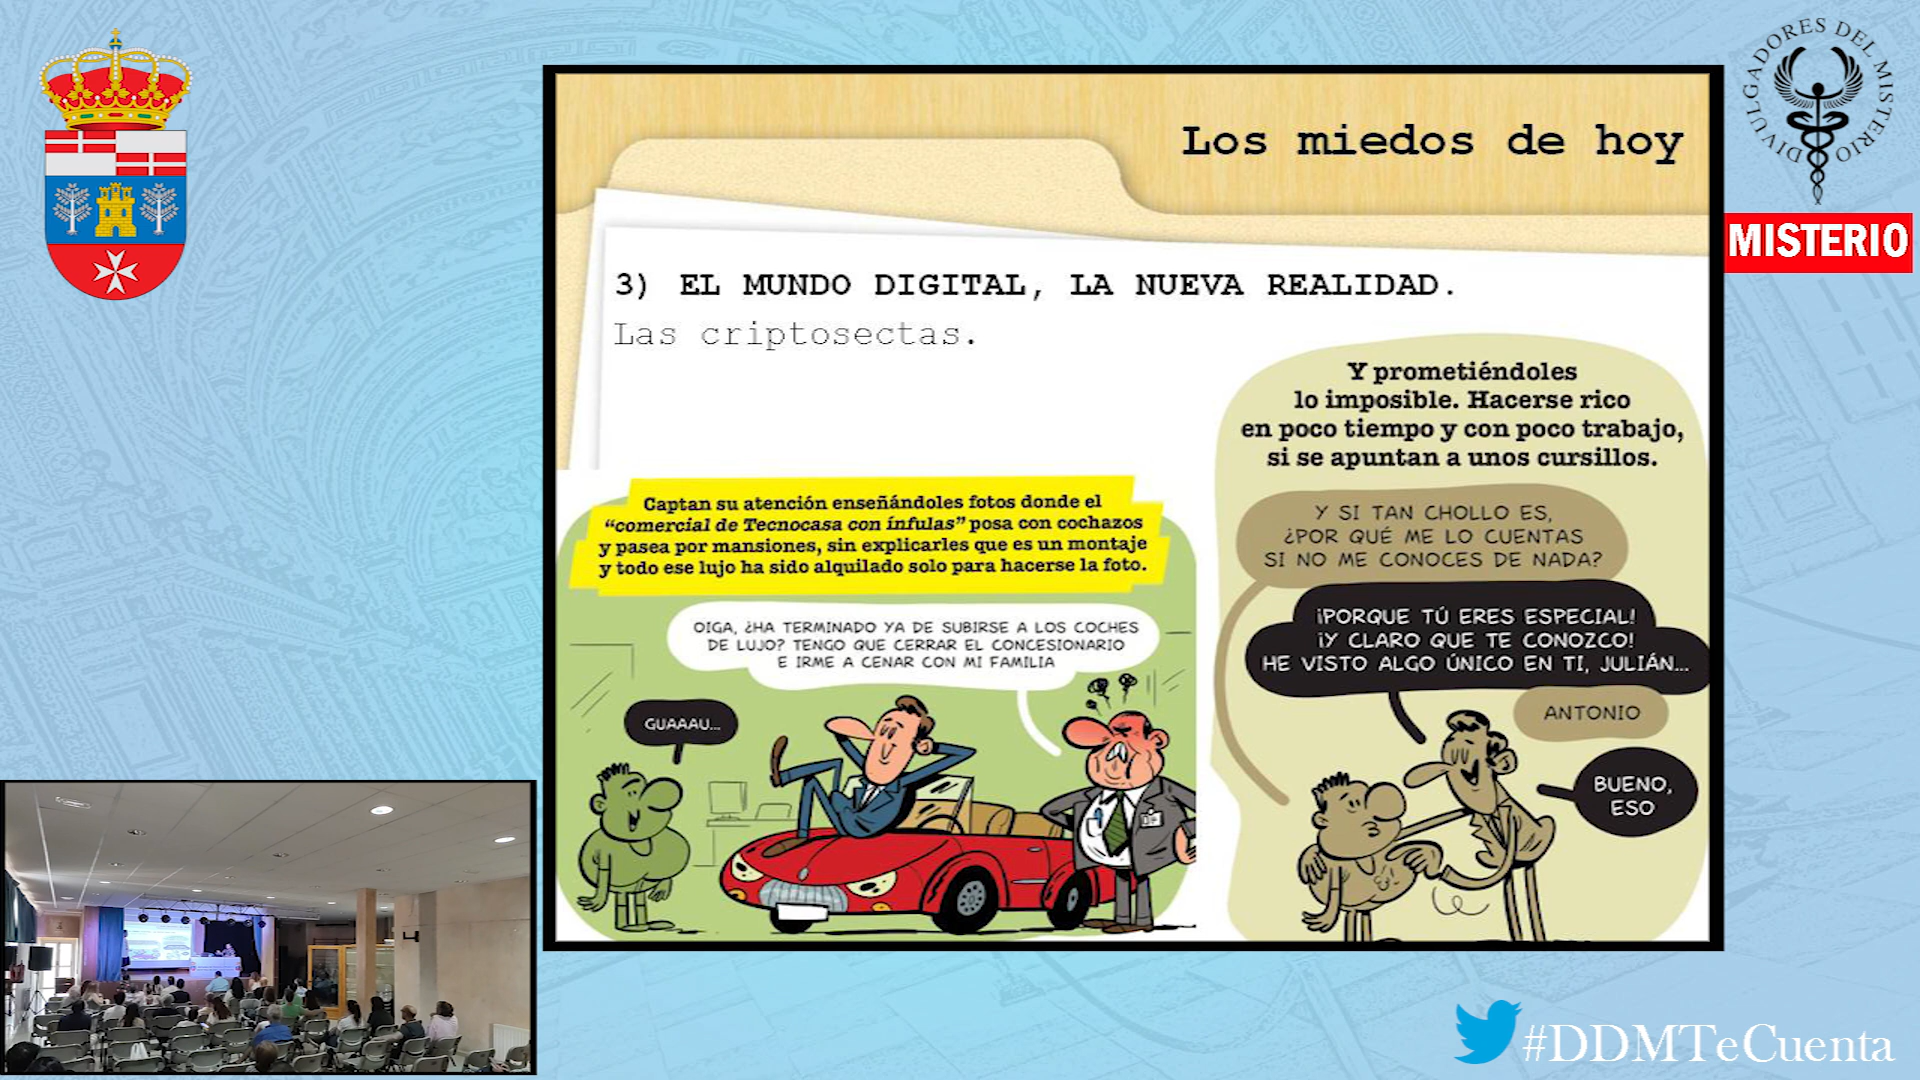 DIVULGADORES DEL MISTERIO
MISTERIO
Los miedos de hoy
3) EL MUNDO DIGITAL, LA NUEVA REALIDAD.
Las criptosectas.
Captan su atención enseñándoles fotos donde el
“comercial de Tecnocasa con ínfulas” posa con cochazos
y pasea por mansiones, sin explicarles que es un montaje
y todo ese lujo ha sido alquilado solo para hacerse la foto.
OIGA, ¿HA TERMINADO YA DE SUBIRSE A LOS COCHES
DE LUJO? TENGO QUE CERRAR EL CONCESIONARIO
E IRME A CENAR CON MI FAMILIA
GUAAAU...
Y prometiéndoles
lo imposible. Hacerse rico
en poco tiempo y con poco trabajo,
si se apuntan a unos cursillos.
Y SI TAN CHOLLO ES,
¿POR QUÉ ME LO CUENTAS
SI NO ME CONOCES DE NADA?
¡PORQUE TÚ ERES ESPECIAL!
¡Y CLARO QUE TE CONOZCO!
HE VISTO ALGO ÚNICO EN TI, JULIÁN...
ANTONIO
BUENO,
ESO
#DDMTeCuenta